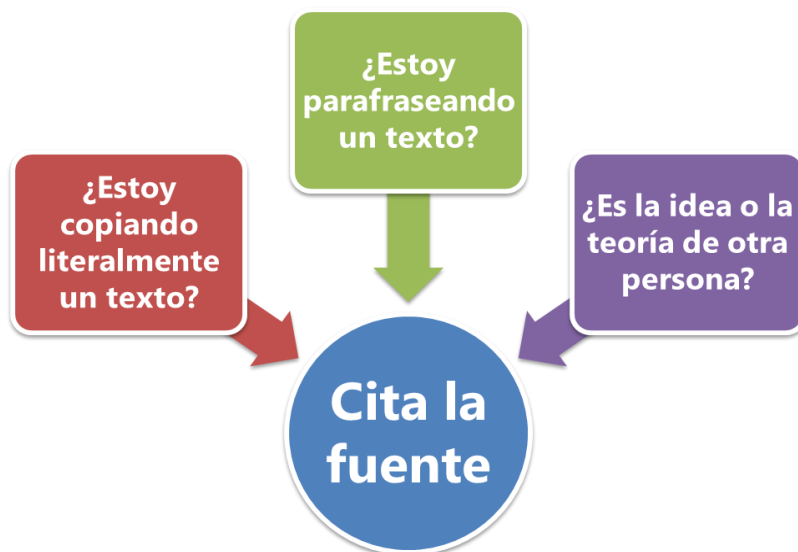 ¿Estoy
parafraseando
un texto?
¿Estoy
copiando
literalmente
un texto?
¿Es la idea o la
teoría de otra
persona?
Cita la
fuente